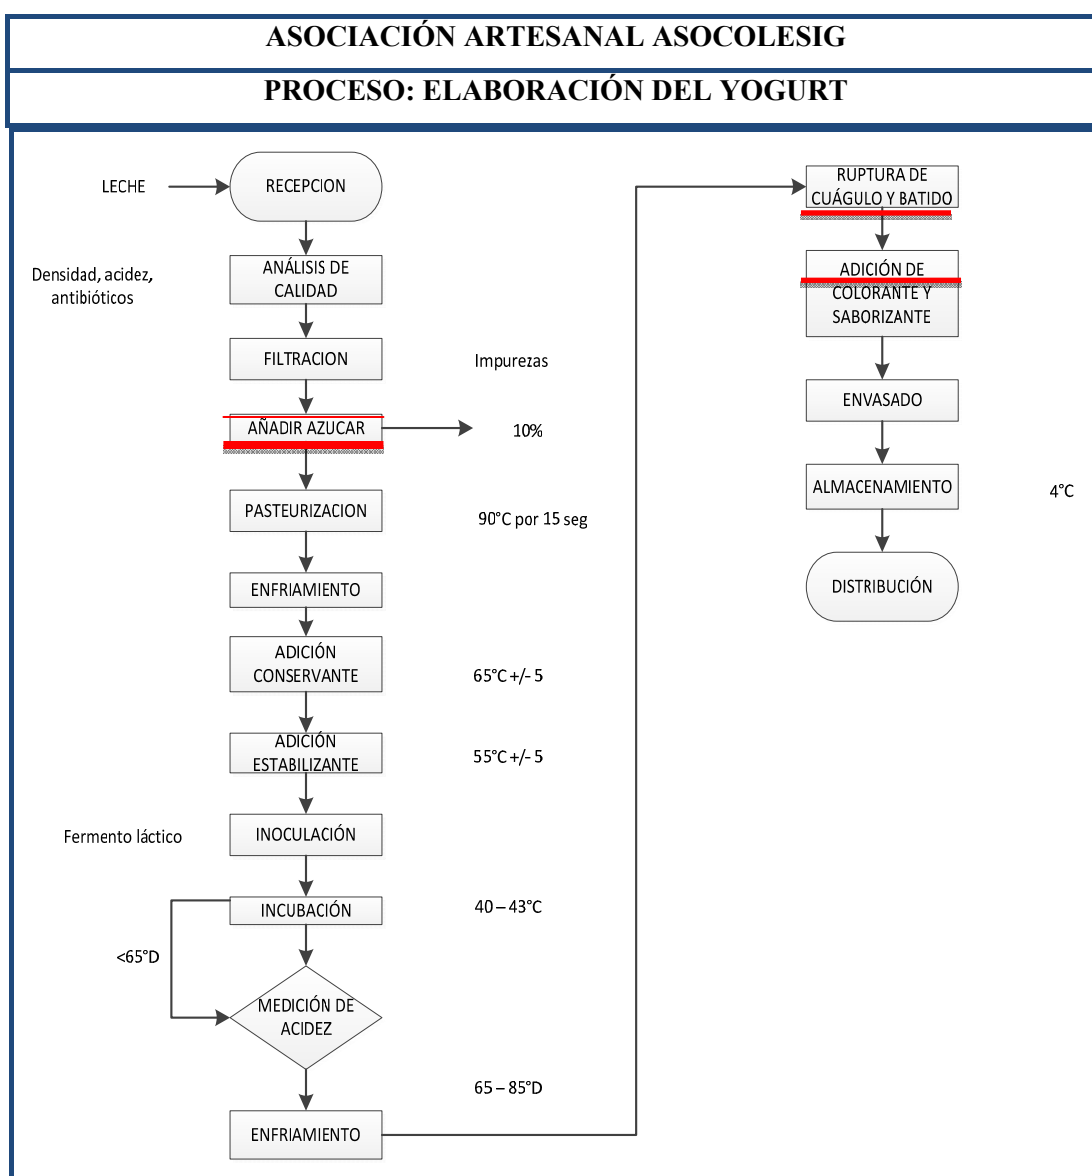 ASOCIACIÓN ARTESANAL ASOCOLESIG
PROCESO: ELABORACIÓN DEL YOGURT
LECHE
RECEPCION
Densidad, acidez,
antibióticos
ANÁLISIS DE
CALIDAD
FILTRACION
Impurezas
AÑADIR AZUCAR
10%
PASTEURIZACION
90°C por 15 seg
ENFRIAMIENTO
ADICIÓN
CONSERVANTE
65°C +/- 5
ADICIÓN
ESTABILIZANTE
55°C +/- 5
Fermento láctico
INOCULACIÓN
INCUBACIÓN
40 – 43°C
<65°D
MEDICIÓN DE
ACIDEZ
65 – 85°D
ENFRIAMIENTO
RUPTURA DE
CUÁGULO Y BATIDO
ADICIÓN DE
COLORANTE Y
SABORIZANTE
ENVASADO
ALMACENAMIENTO
4°C
DISTRIBUCIÓN